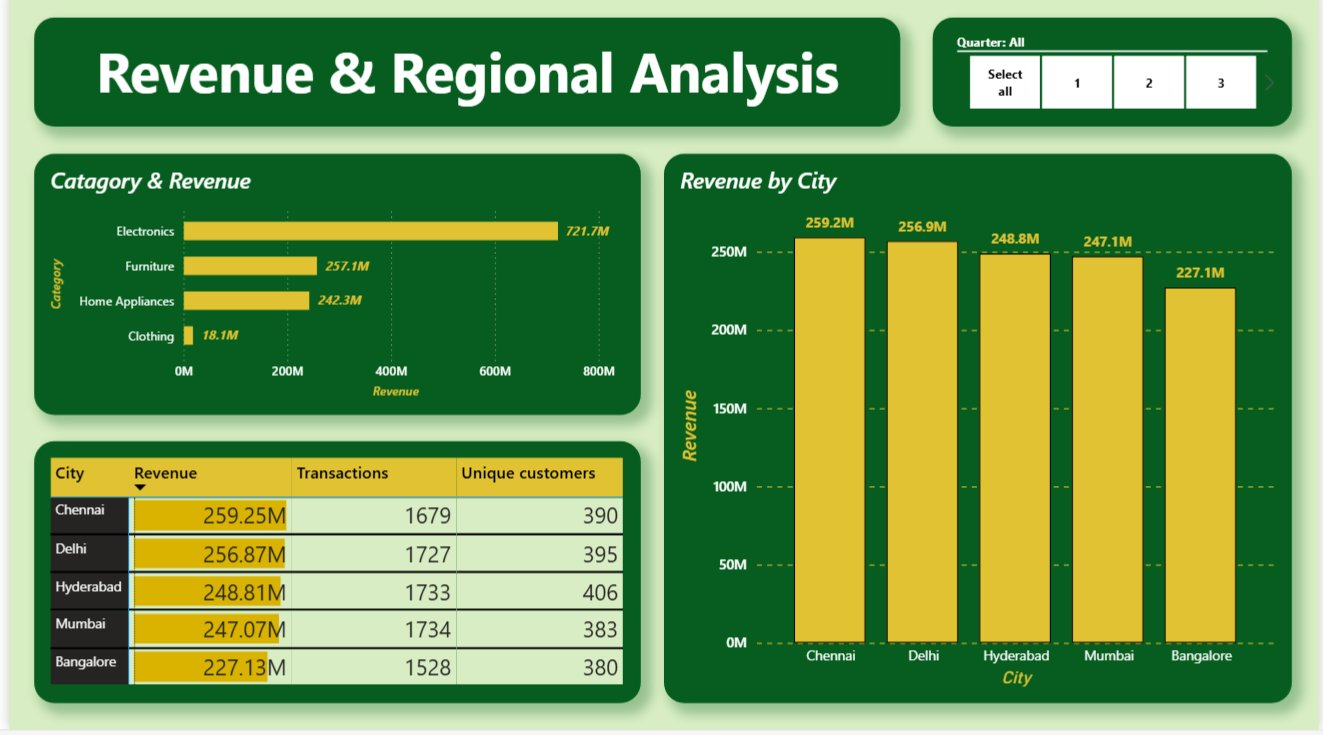 Revenue & Regional Analysis
Quarter: All
Select all
1
2
3
Catagory & Revenue
Category
Electronics 721.7M
Furniture 257.1M
Home Appliances 242.3M
Clothing 18.1M
0M 200M 400M 600M 800M
Revenue
City Revenue Transactions Unique customers
Chennai 259.25M 1679 390
Delhi 256.87M 1727 395
Hyderabad 248.81M 1733 406
Mumbai 247.07M 1734 383
Bangalore 227.13M 1528 380
Revenue by City
259.2M 256.9M 248.8M 247.1M 227.1M
250M
200M
150M
100M
50M
0M
Revenue
Chennai Delhi Hyderabad Mumbai Bangalore
City